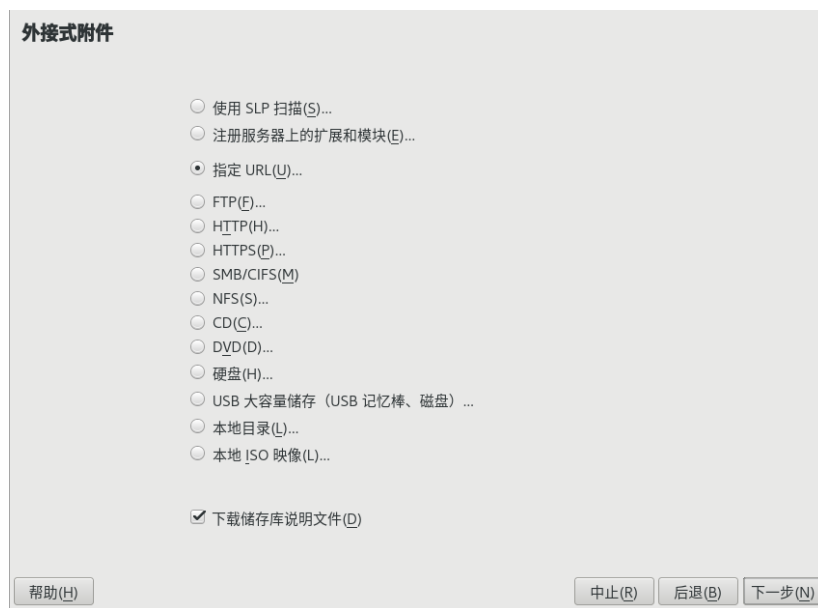 外接式附件
使用 SLP 扫描(S)...
注册服务器上的扩展和模块(E)...
指定 URL(U)...
FTP(F)...
HTTP(H)...
HTTPS(P)...
SMB/CIFS(M)
NFS(S)...
CD(C)...
DVD(D)...
硬盘(H)...
USB 大容量储存（USB 记忆棒、磁盘）...
本地目录(L)...
本地 ISO 映像(L)...
下载储存库说明文件(D)
帮助(H) 中止(R) 后退(B) 下一步(N)